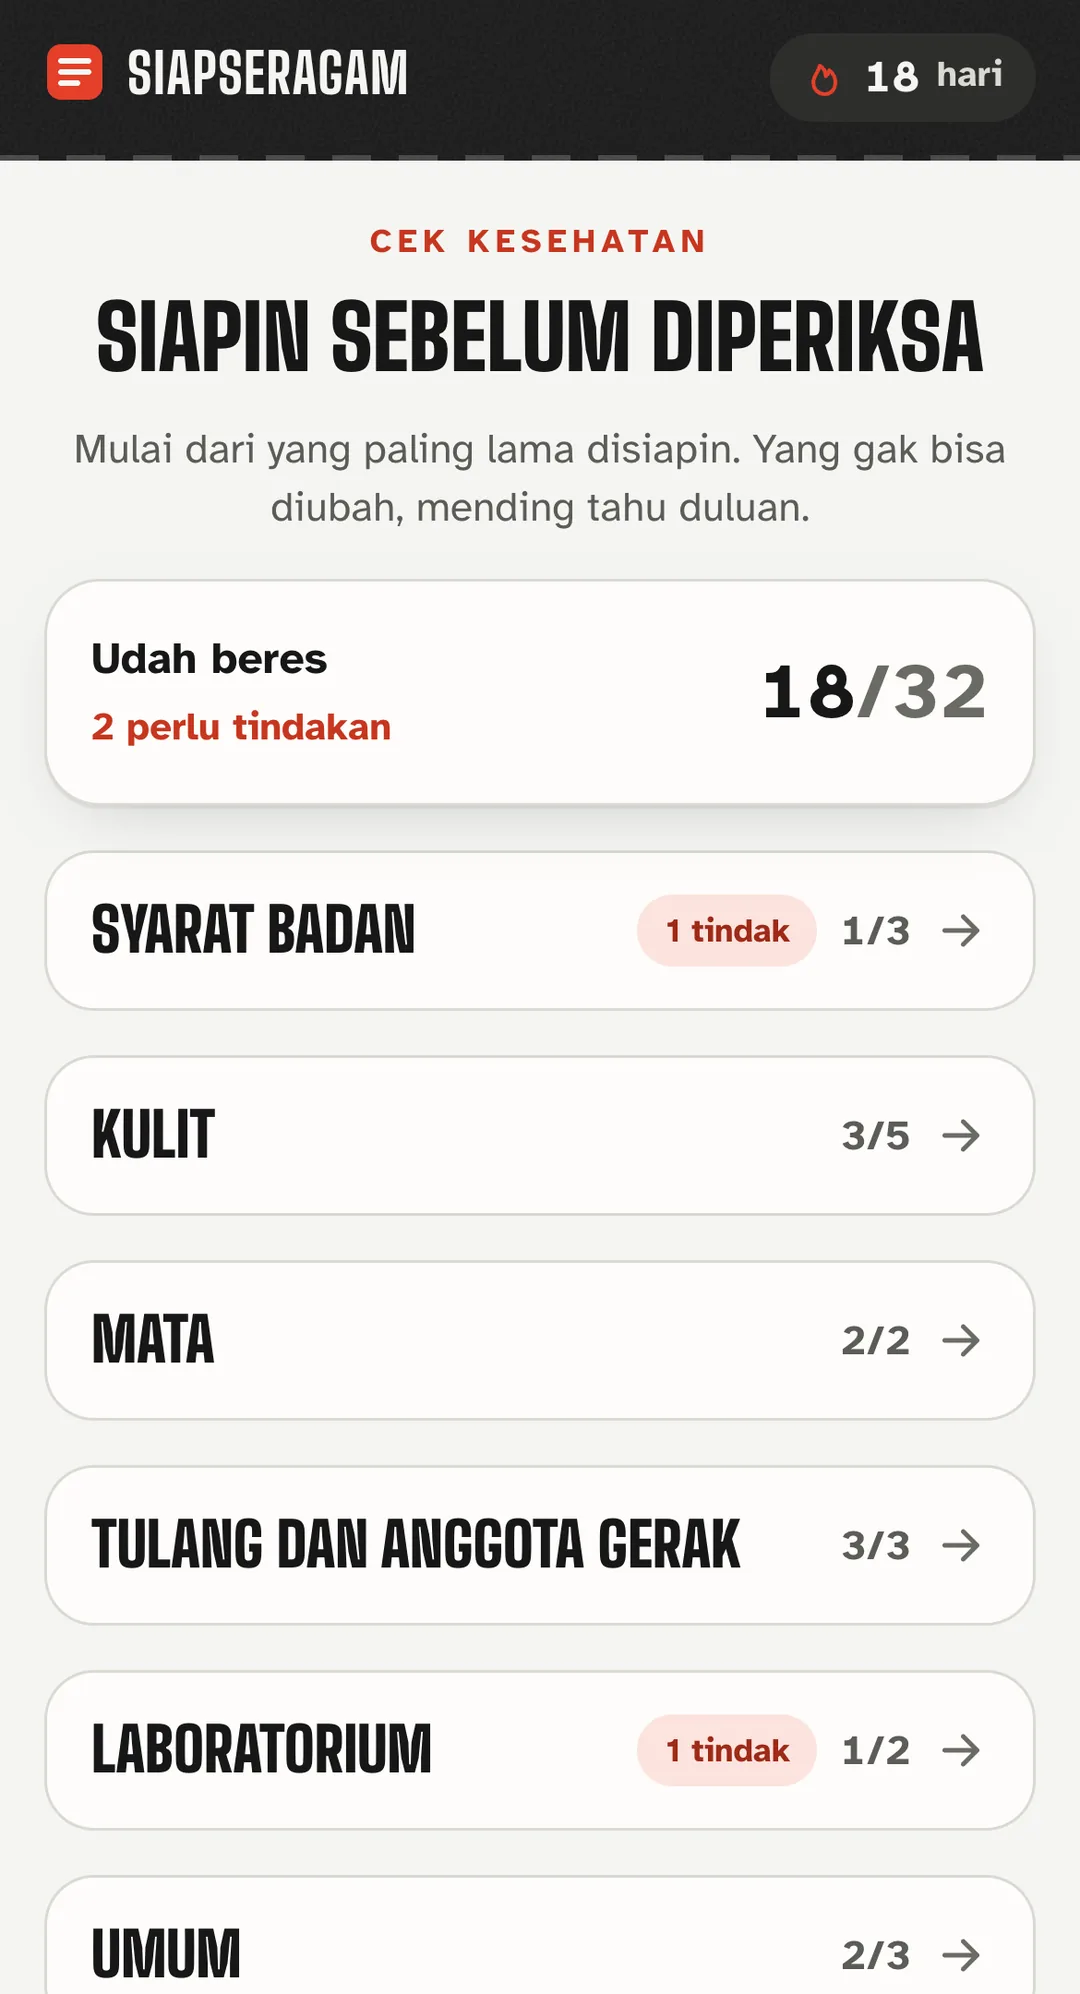 SIAPSERAGAM
18 hari
CEK KESEHATAN
SIAPIN SEBELUM DIPERIKSA
Mulai dari yang paling lama disiapin. Yang gak bisa
diubah, mending tahu duluan.
Udah beres
2 perlu tindakan
18/32
SYARAT BADAN
1 tindak
1/3
KULIT
3/5
MATA
2/2
TULANG DAN ANGGOTA GERAK
3/3
LABORATORIUM
1 tindak
1/2
UMUM
2/3